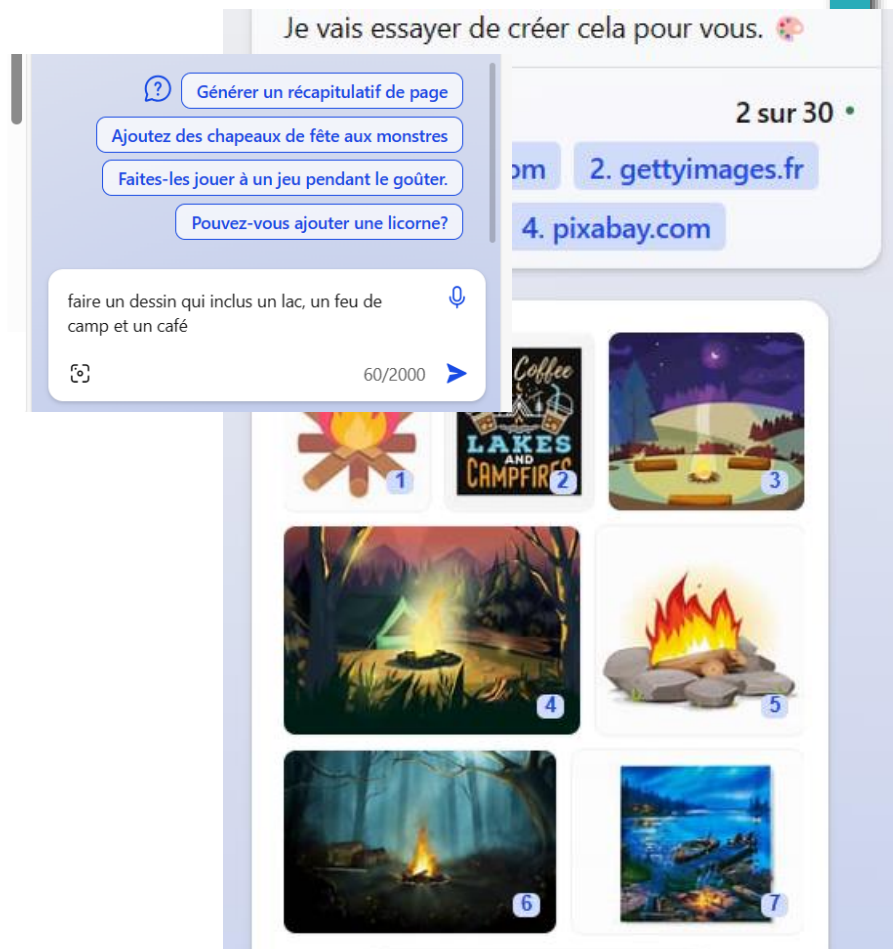 Je vais essayer de créer cela pour vous.
Générer un récapitulatif de page
Ajoutez des chapeaux de fête aux monstres
Faites-les jouer à un jeu pendant le goûter.
Pouvez-vous ajouter une licorne?
faire un dessin qui inclus un lac, un feu de
camp et un café
60/2000
2 sur 30
om 2. gettyimages.fr
4. pixabay.com
Coffee
LAKES
AND
CAMPFIRES
1
2
3
4
5
6
7